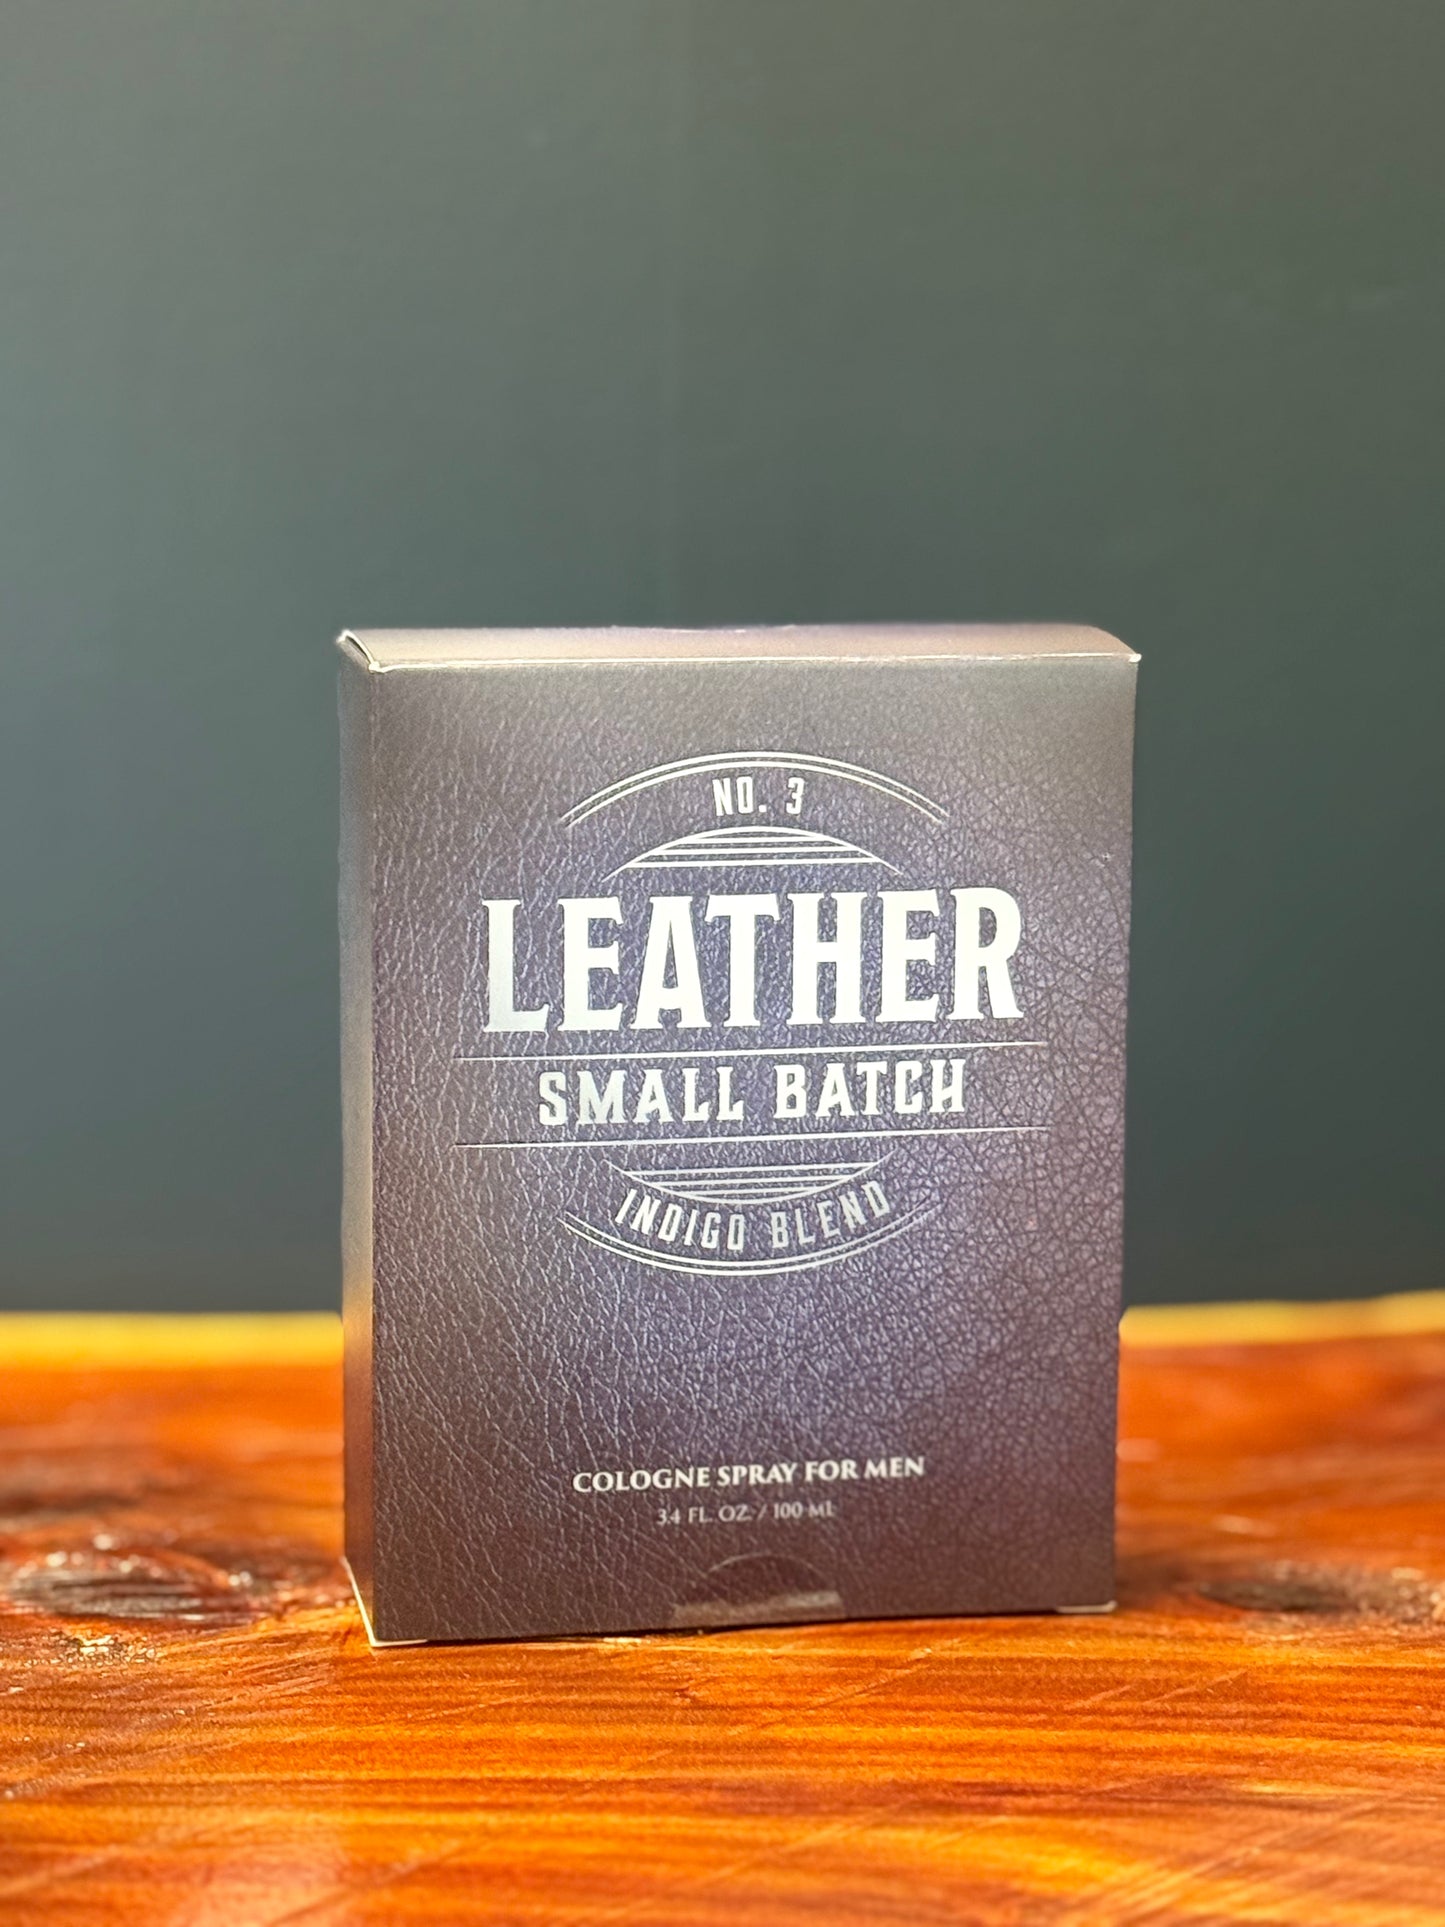 NO. 3
LEATHER
SMALL BATCH
INDIGO BLEND
COLOGNE SPRAY FOR MEN
3.4 FL. OZ. / 100 ML